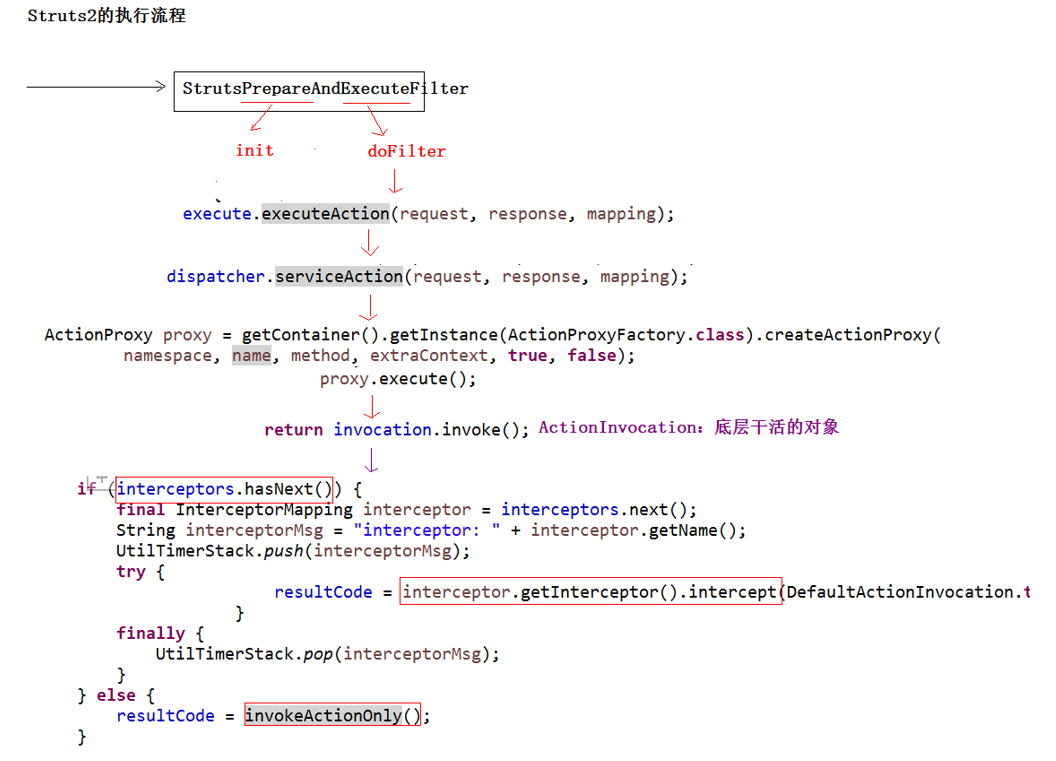 Struts2的执行流程
StrutsPrepareAndExecuteFilter
init doFilter
execute.executeAction(request, response, mapping);
dispatcher.serviceAction(request, response, mapping);
ActionProxy proxy = getContainer().getInstance(ActionProxyFactory.class).createActionProxy(
namespace, name, method, extraContext, true, false);
proxy.execute();
return invocation.invoke(); ActionInvocation：底层干活的对象
if (interceptors.hasNext()) {
final InterceptorMapping interceptor = interceptors.next();
String interceptorMsg = "interceptor: " + interceptor.getName();
UtilTimerStack.push(interceptorMsg);
try {
resultCode = interceptor.getInterceptor().intercept(DefaultActionInvocation.t
}
finally {
UtilTimerStack.pop(interceptorMsg);
}
} else {
resultCode = invokeActionOnly();
}